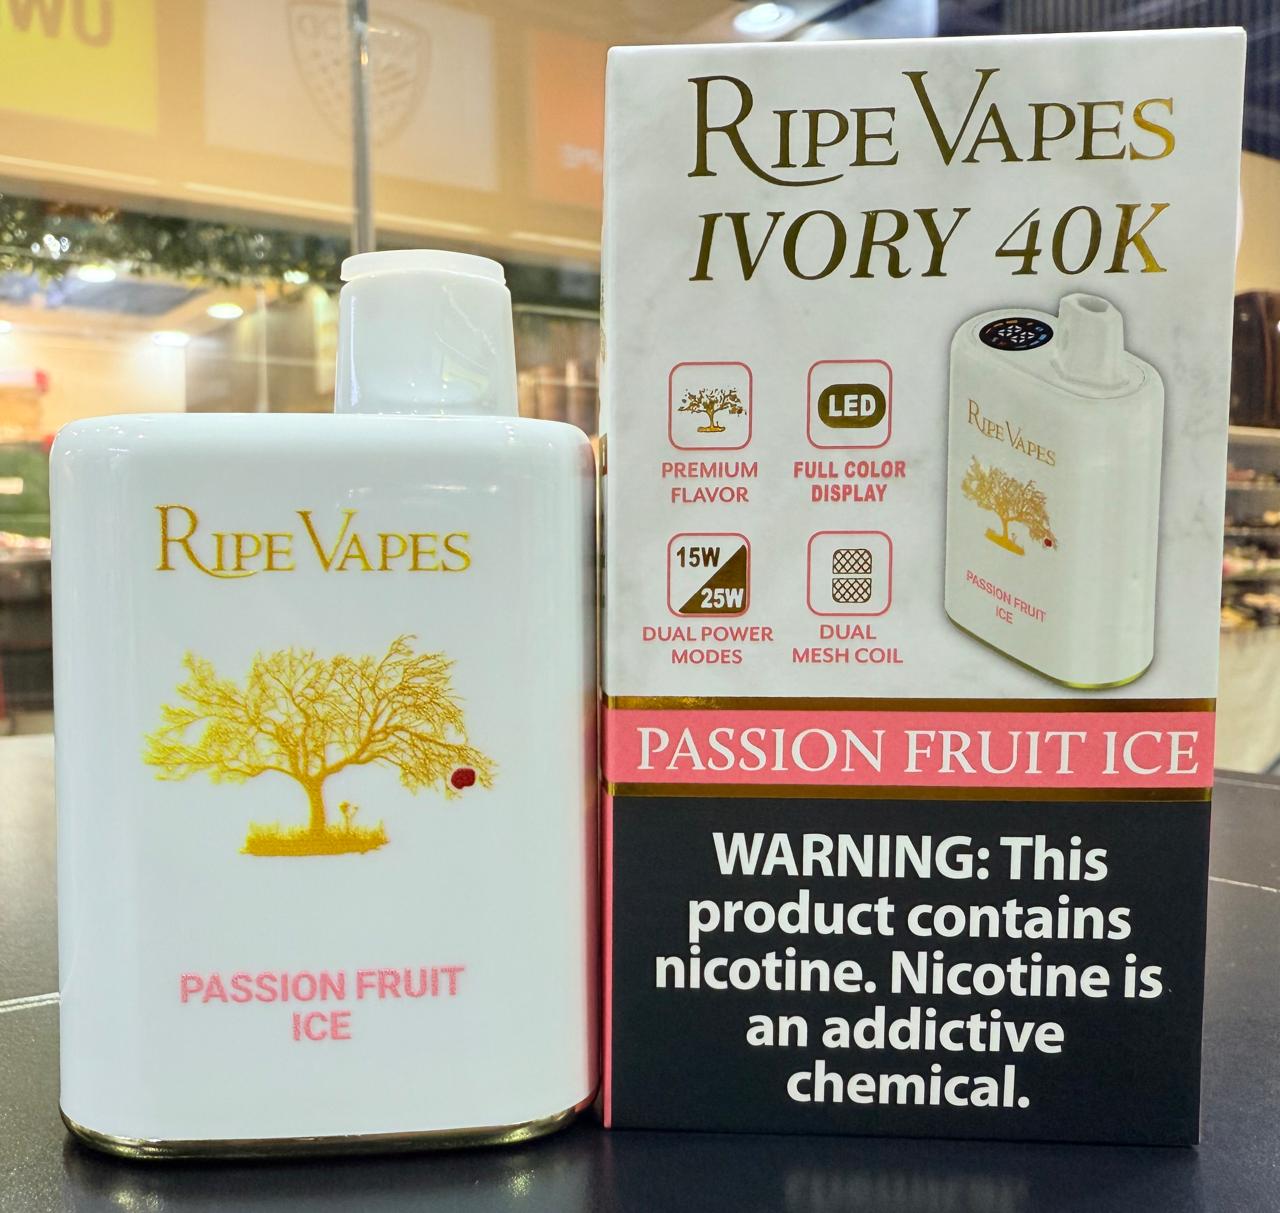 RIPE VAPES
PASSION FRUIT
ICE
RIPE VAPES
IVORY 40K
PREMIUM
FLAVOR
LED
FULL COLOR
DISPLAY
15W
25W
DUAL POWER
MODES
DUAL
MESH COIL
RIPE VAPES
PASSION FRUIT
ICE
PASSION FRUIT ICE
WARNING: This
product contains
nicotine. Nicotine is
an addictive
chemical.